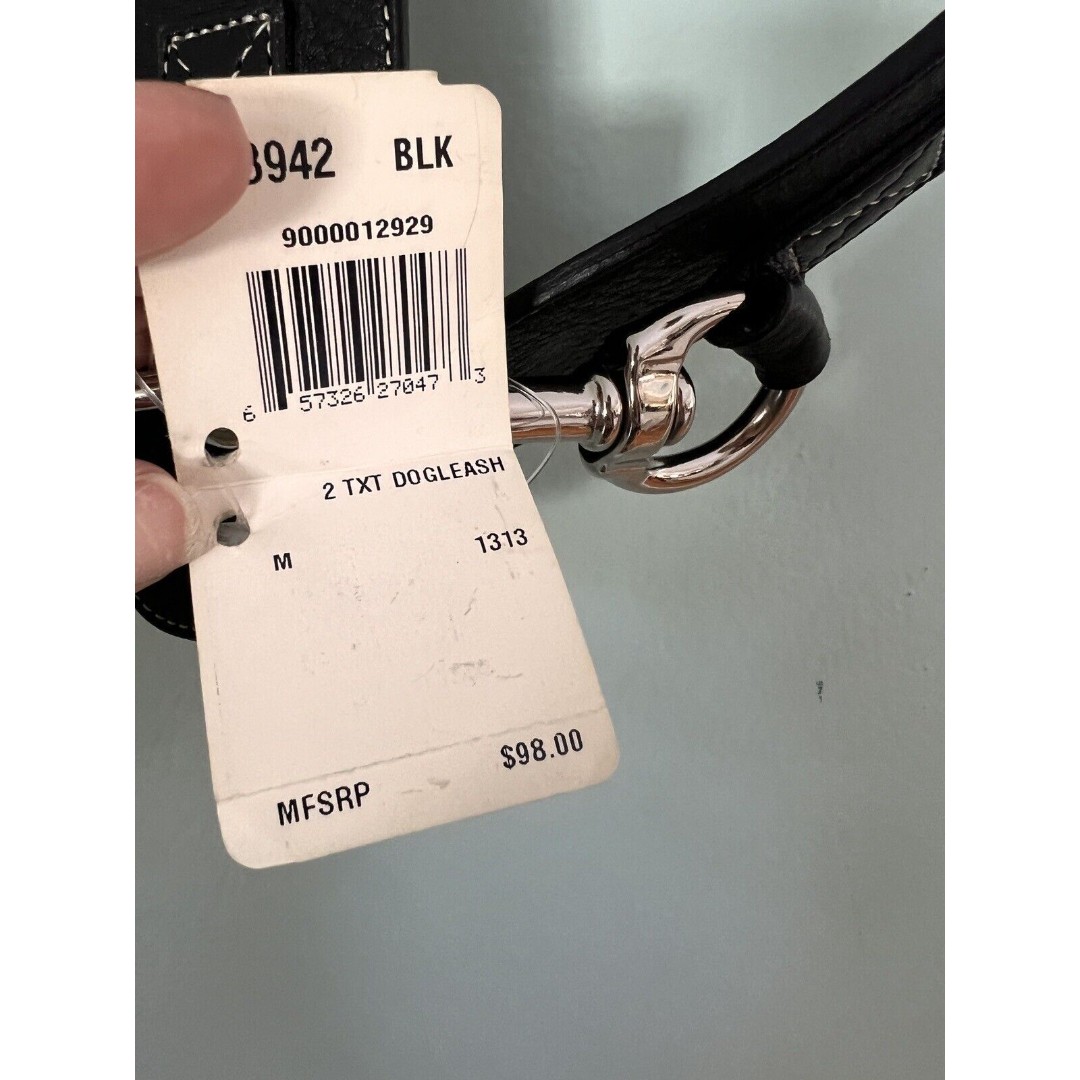 3942 BLK
9000012929
6 57326 27047 3
2 TXT DOGLEASH
M 1313
MFSRP $98.00